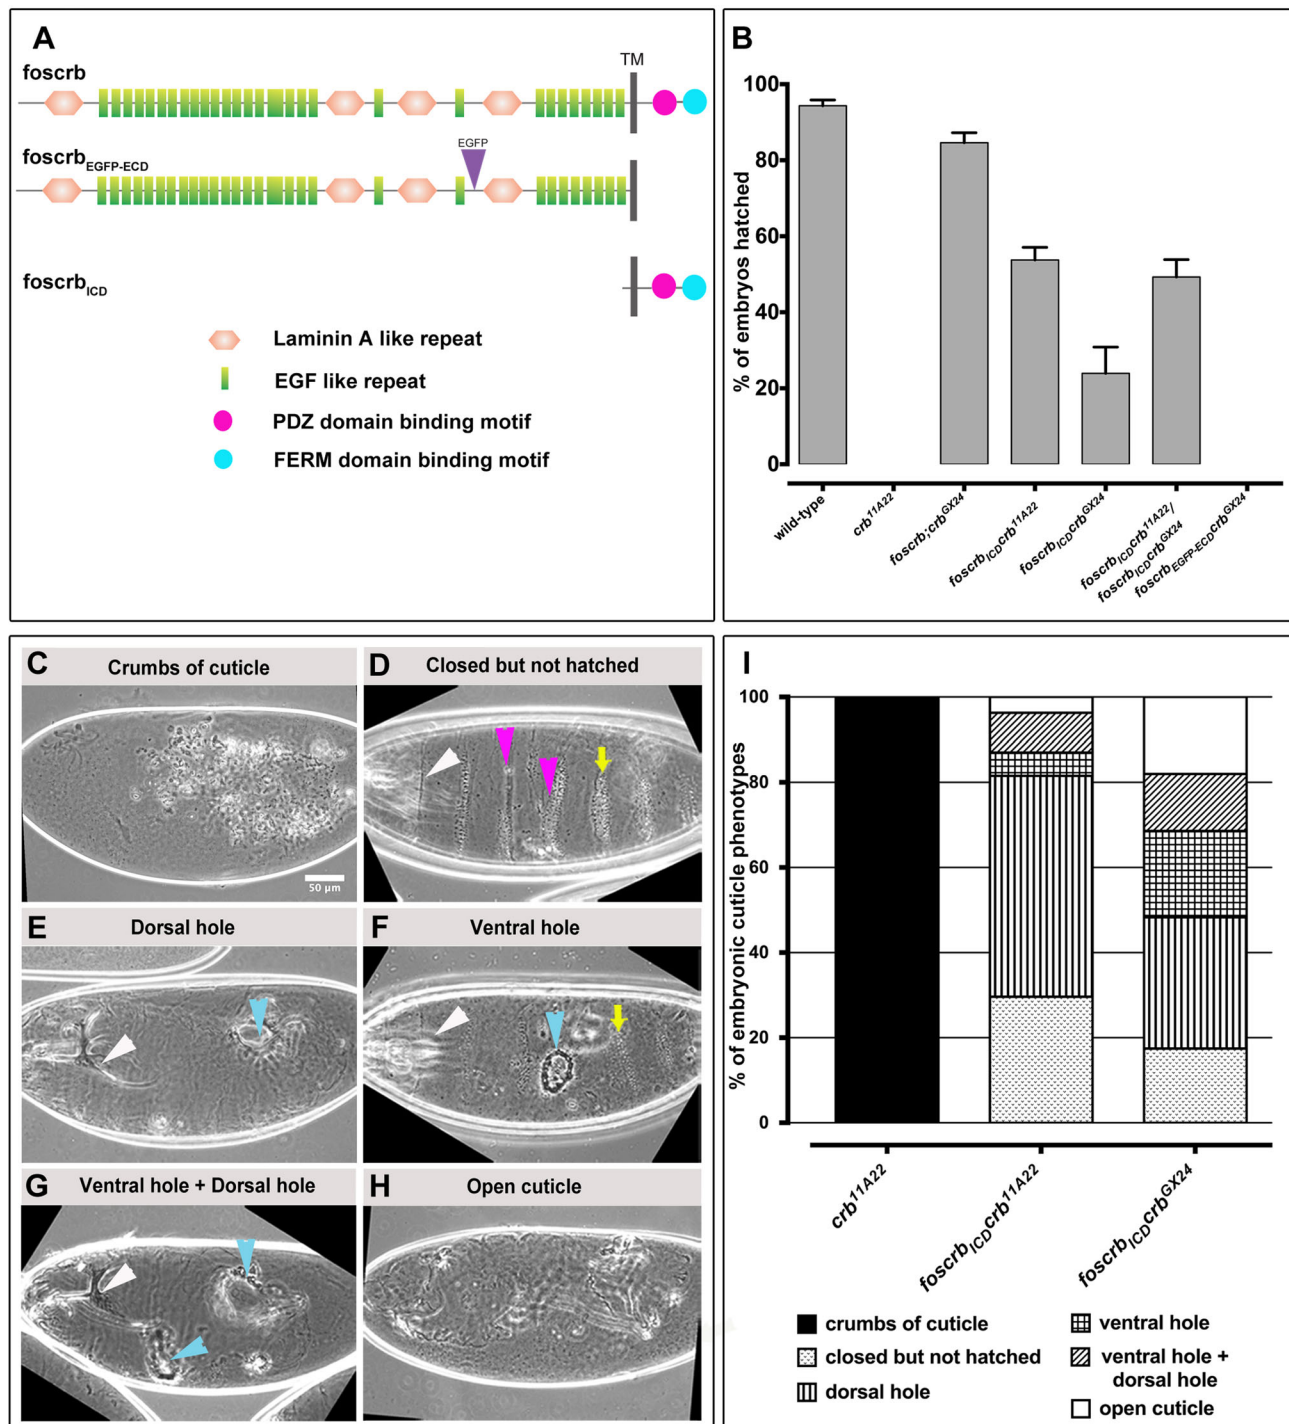 A
foscrb
TM
foscrbEGFP-ECD
EGFP
foscrbICD
Laminin A like repeat
EGF like repeat
PDZ domain binding motif
FERM domain binding motif
B
% of embryos hatched
100
80
60
40
20
0
wild-type
crb11A22
foscrb;crbGX24
foscrbICDcrb11A22
foscrbICDcrbGX24
foscrbICDcrb11A22/
foscrbICDcrbGX24
foscrbEGFP-ECDcrbGX24
C
Crumbs of cuticle
50 µm
D
Closed but not hatched
E
Dorsal hole
F
Ventral hole
G
Ventral hole + Dorsal hole
H
Open cuticle
I
% of embryonic cuticle phenotypes
100
80
60
40
20
0
crb11A22
foscrbICDcrb11A22
foscrbICDcrbGX24
crumbs of cuticle
closed but not hatched
dorsal hole
ventral hole
ventral hole +
dorsal hole
open cuticle